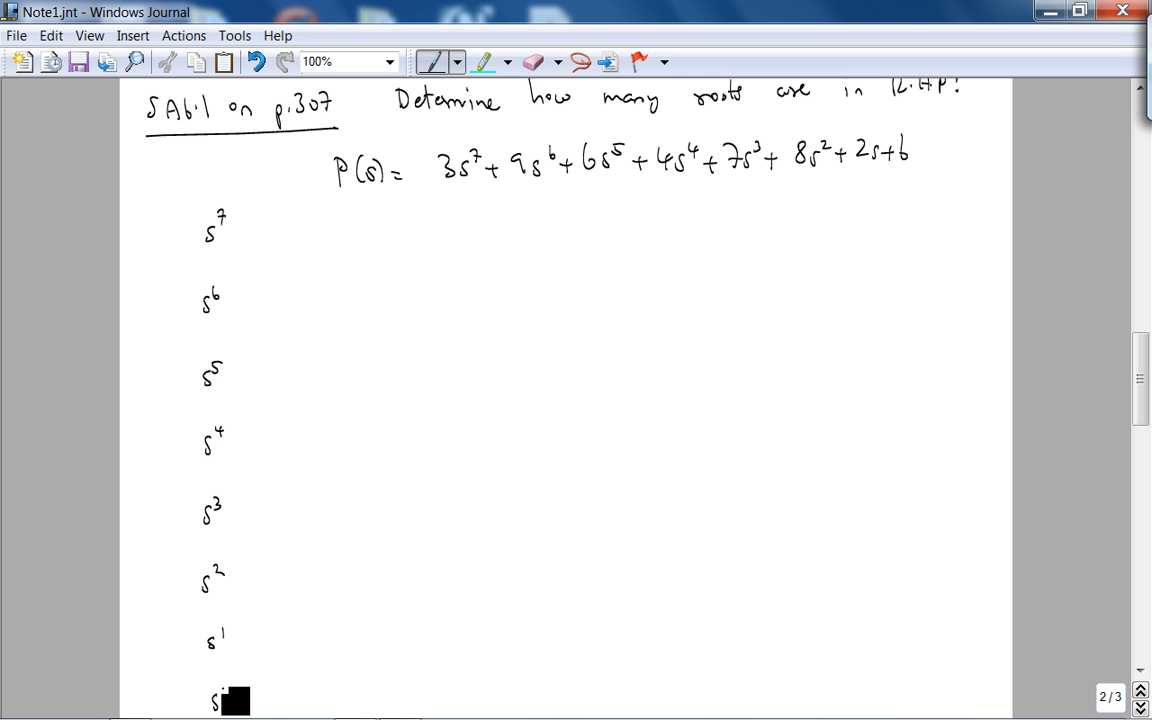 Note1.jnt - Windows Journal
File Edit View Insert Actions Tools Help
100%
SA6.1 on p.307 Determine how many roots are in R.H.P?
P(s) = 3s⁷ + 9s⁶ + 6s⁵ + 4s⁴ + 7s³ + 8s² + 2s + 6
s⁷
s⁶
s⁵
s⁴
s³
s²
s¹
s
2 / 3